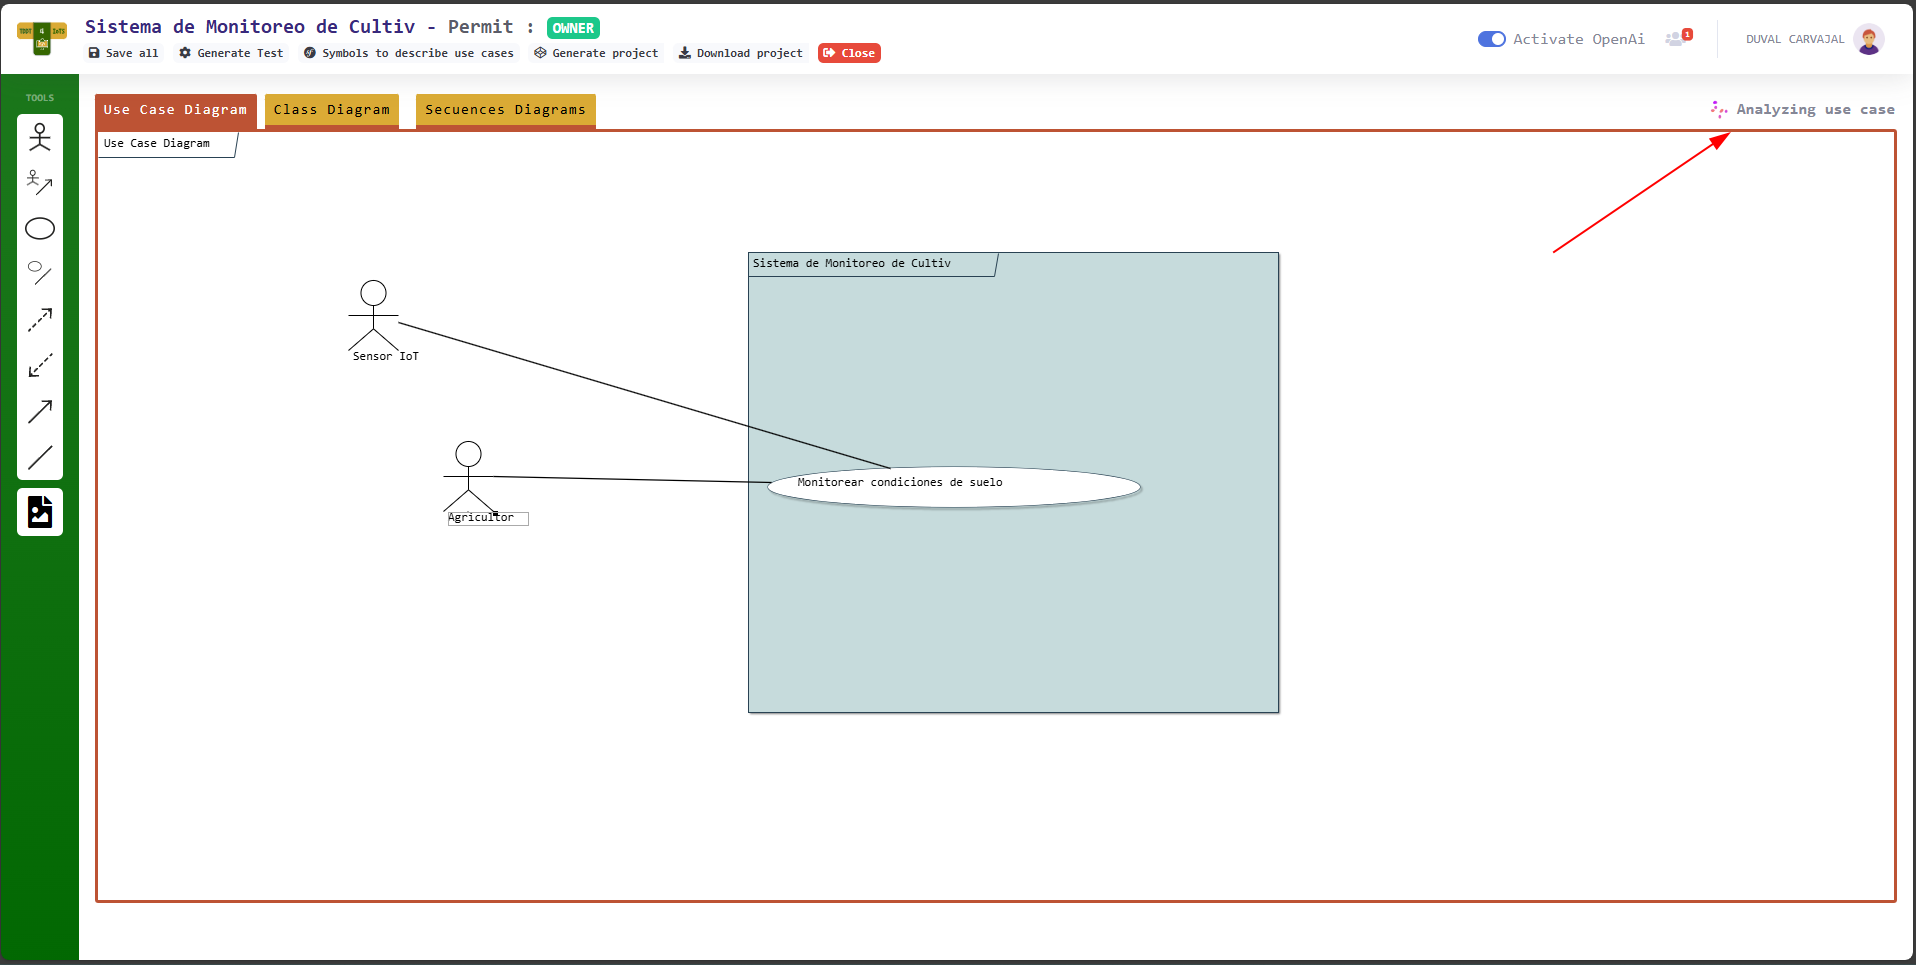 TDDT 4 IoTS
Sistema de Monitoreo de Cultiv - Permit : OWNER
Save all Generate Test Symbols to describe use cases Generate project Download project Close
Activate OpenAi 1 DUVAL CARVAJAL
TOOLS
Use Case Diagram Class Diagram Secuences Diagrams Analyzing use case
Use Case Diagram
Sistema de Monitoreo de Cultiv
Sensor IoT
Monitorear condiciones de suelo
Agricultor